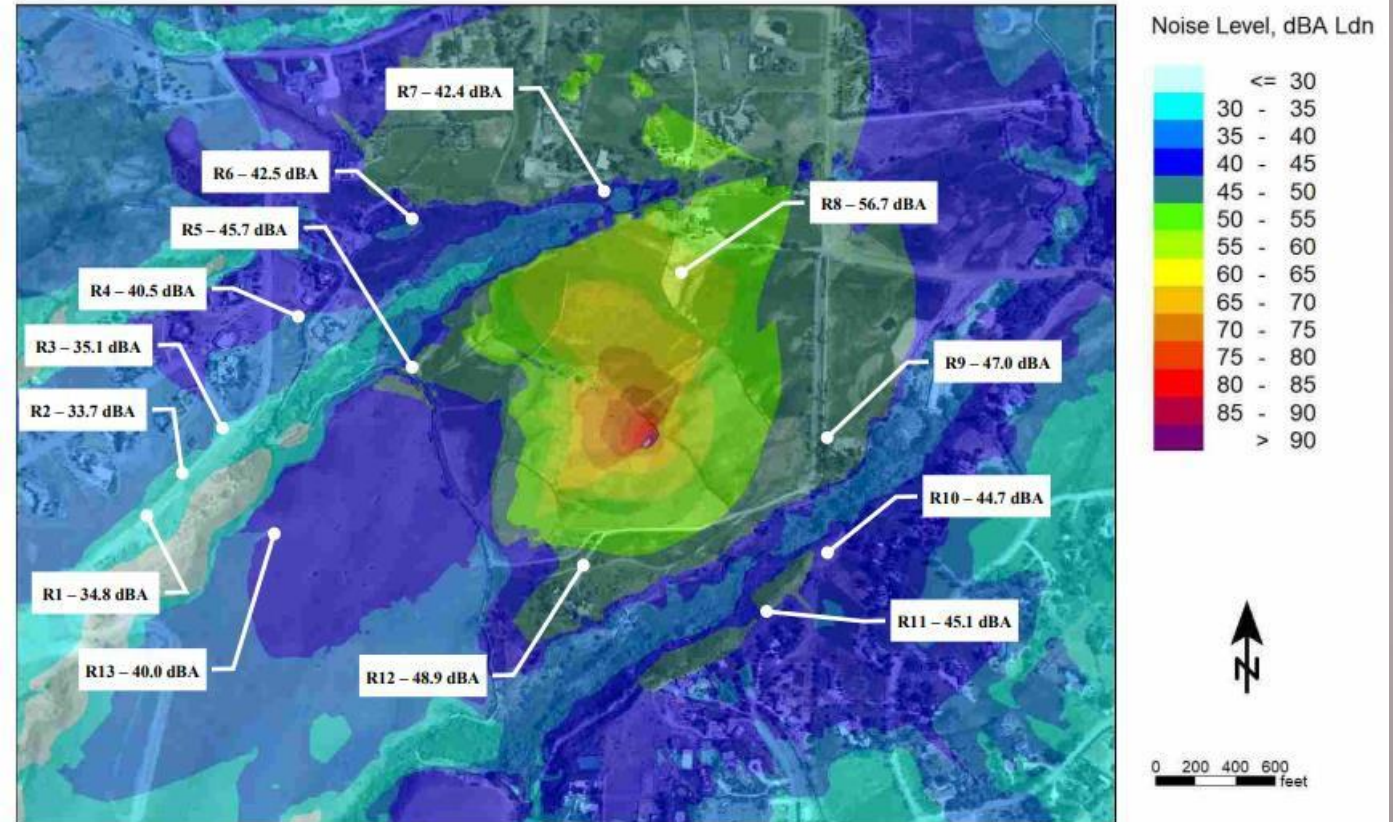 Noise Level, dBA Ldn
<= 30
30 - 35
35 - 40
40 - 45
45 - 50
50 - 55
55 - 60
60 - 65
65 - 70
70 - 75
75 - 80
80 - 85
85 - 90
> 90
R7 – 42.4 dBA
R6 – 42.5 dBA
R8 – 56.7 dBA
R5 – 45.7 dBA
R4 – 40.5 dBA
R3 – 35.1 dBA
R9 – 47.0 dBA
R2 – 33.7 dBA
R10 – 44.7 dBA
R1 – 34.8 dBA
R11 – 45.1 dBA
R13 – 40.0 dBA
R12 – 48.9 dBA
N
0 200 400 600
feet